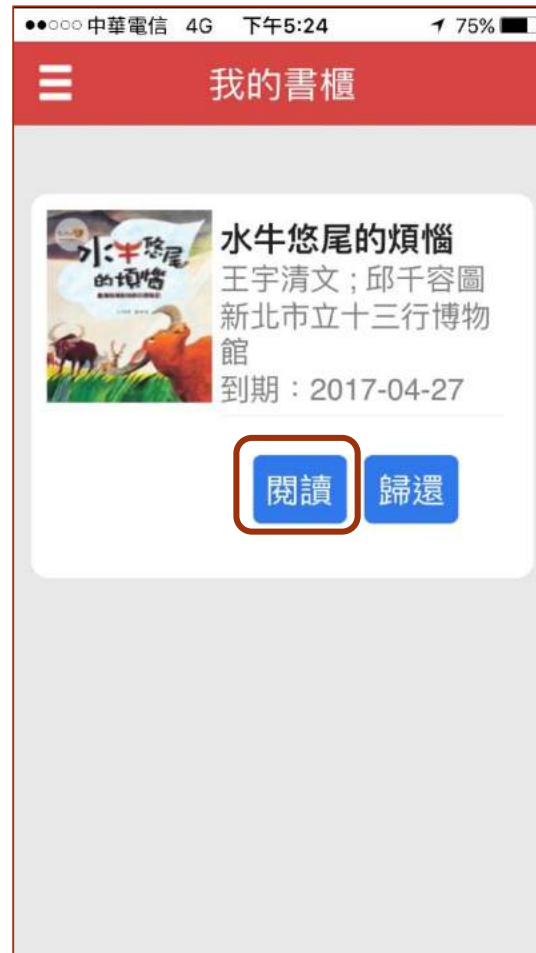 中華電信 4G 下午5:24 75%
我的書櫃
水牛悠尾
的煩惱
水牛悠尾的煩惱
王宇清文 ; 邱千容圖
新北市立十三行博物
館
到期：2017-04-27
閱讀 歸還